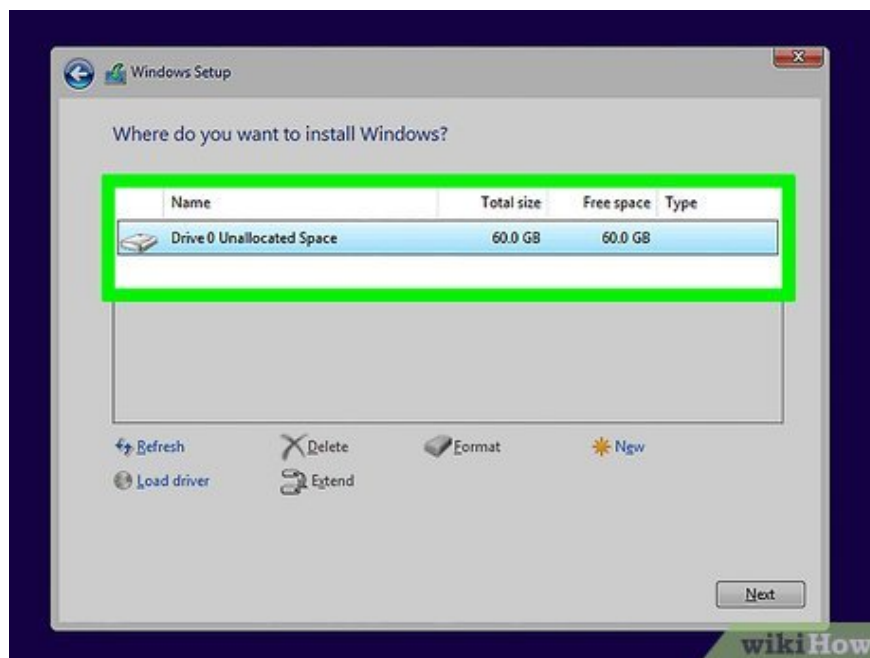 Windows Setup
Where do you want to install Windows?
Name Total size Free space Type
Drive 0 Unallocated Space 60.0 GB 60.0 GB
Refresh Delete Format New
Load driver Extend
Next
wikiHow